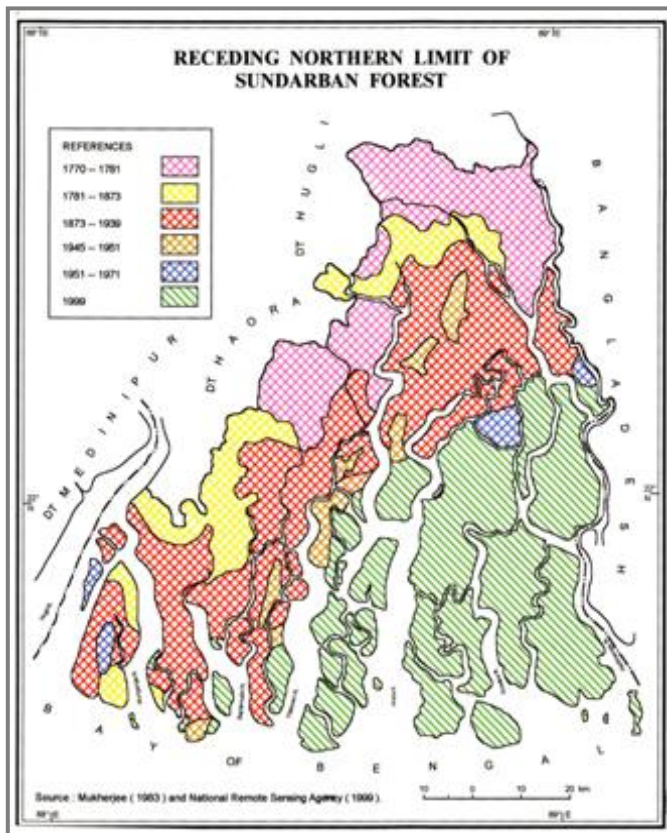 RECEDING NORTHERN LIMIT OF
SUNDARBAN FOREST
REFERENCES
1770 – 1781
1781 – 1873
1873 – 1939
1945 – 1951
1951 – 1971
1999
DT HUGLI
DT HAORA
DT MEDINIPUR
BANGLADESH
BAY OF BENGAL
Source : Mukherjee ( 1983 ) and National Remote Sensing Agency ( 1999 ).
10 0 10 20 km